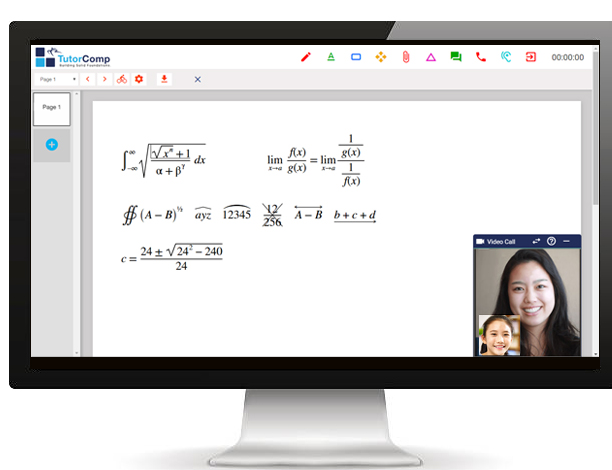 TutorComp
Building Solid Foundations
00:00:00
Page 1
Page 1
∫_{-∞}^{∞} √((√(xⁿ) + 1)/(α + β^γ)) dx
lim_{x→a} f(x)/g(x) = lim_{x→a} (1/g(x))/(1/f(x))
∯ (A − B)^½ ayz 12345 12/256 A − B b + c + d
c = (24 ± √(24² − 240))/24
Video Call